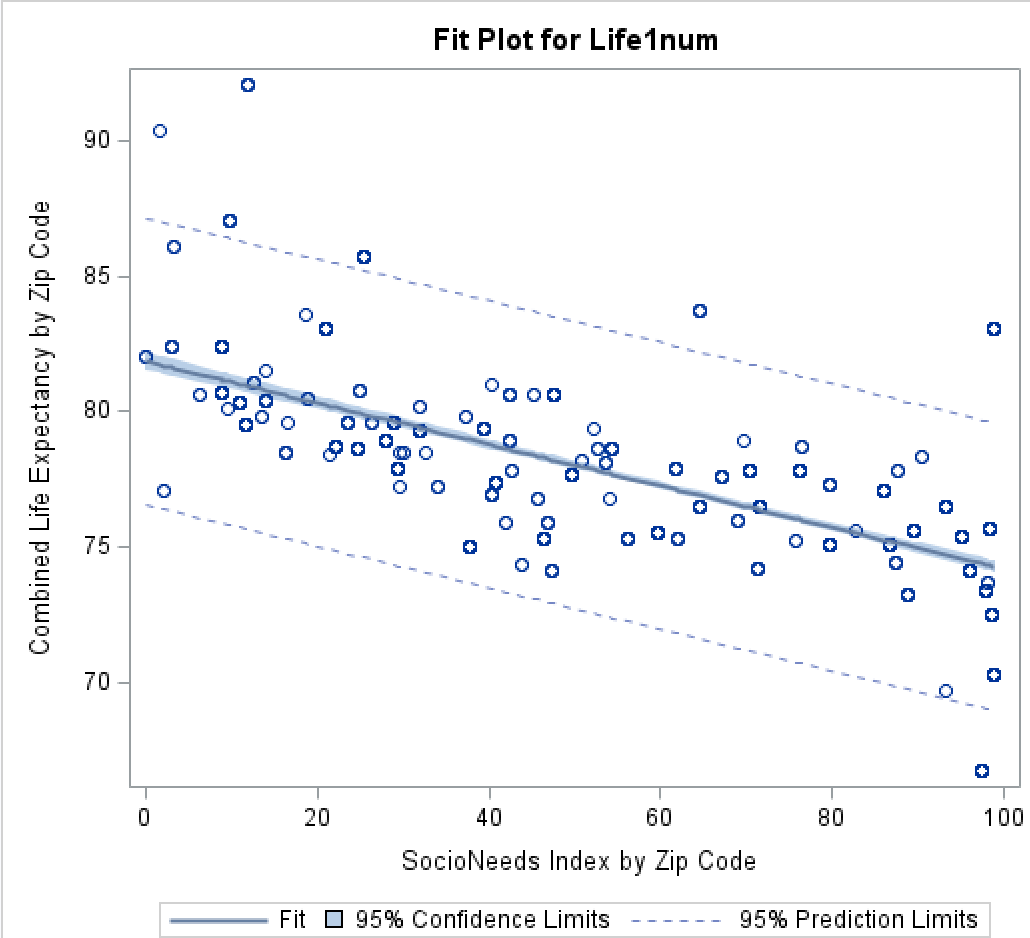 Fit Plot for Life1num
Combined Life Expectancy by Zip Code
90
85
80
75
70
0 20 40 60 80 100
SocioNeeds Index by Zip Code
Fit 95% Confidence Limits 95% Prediction Limits